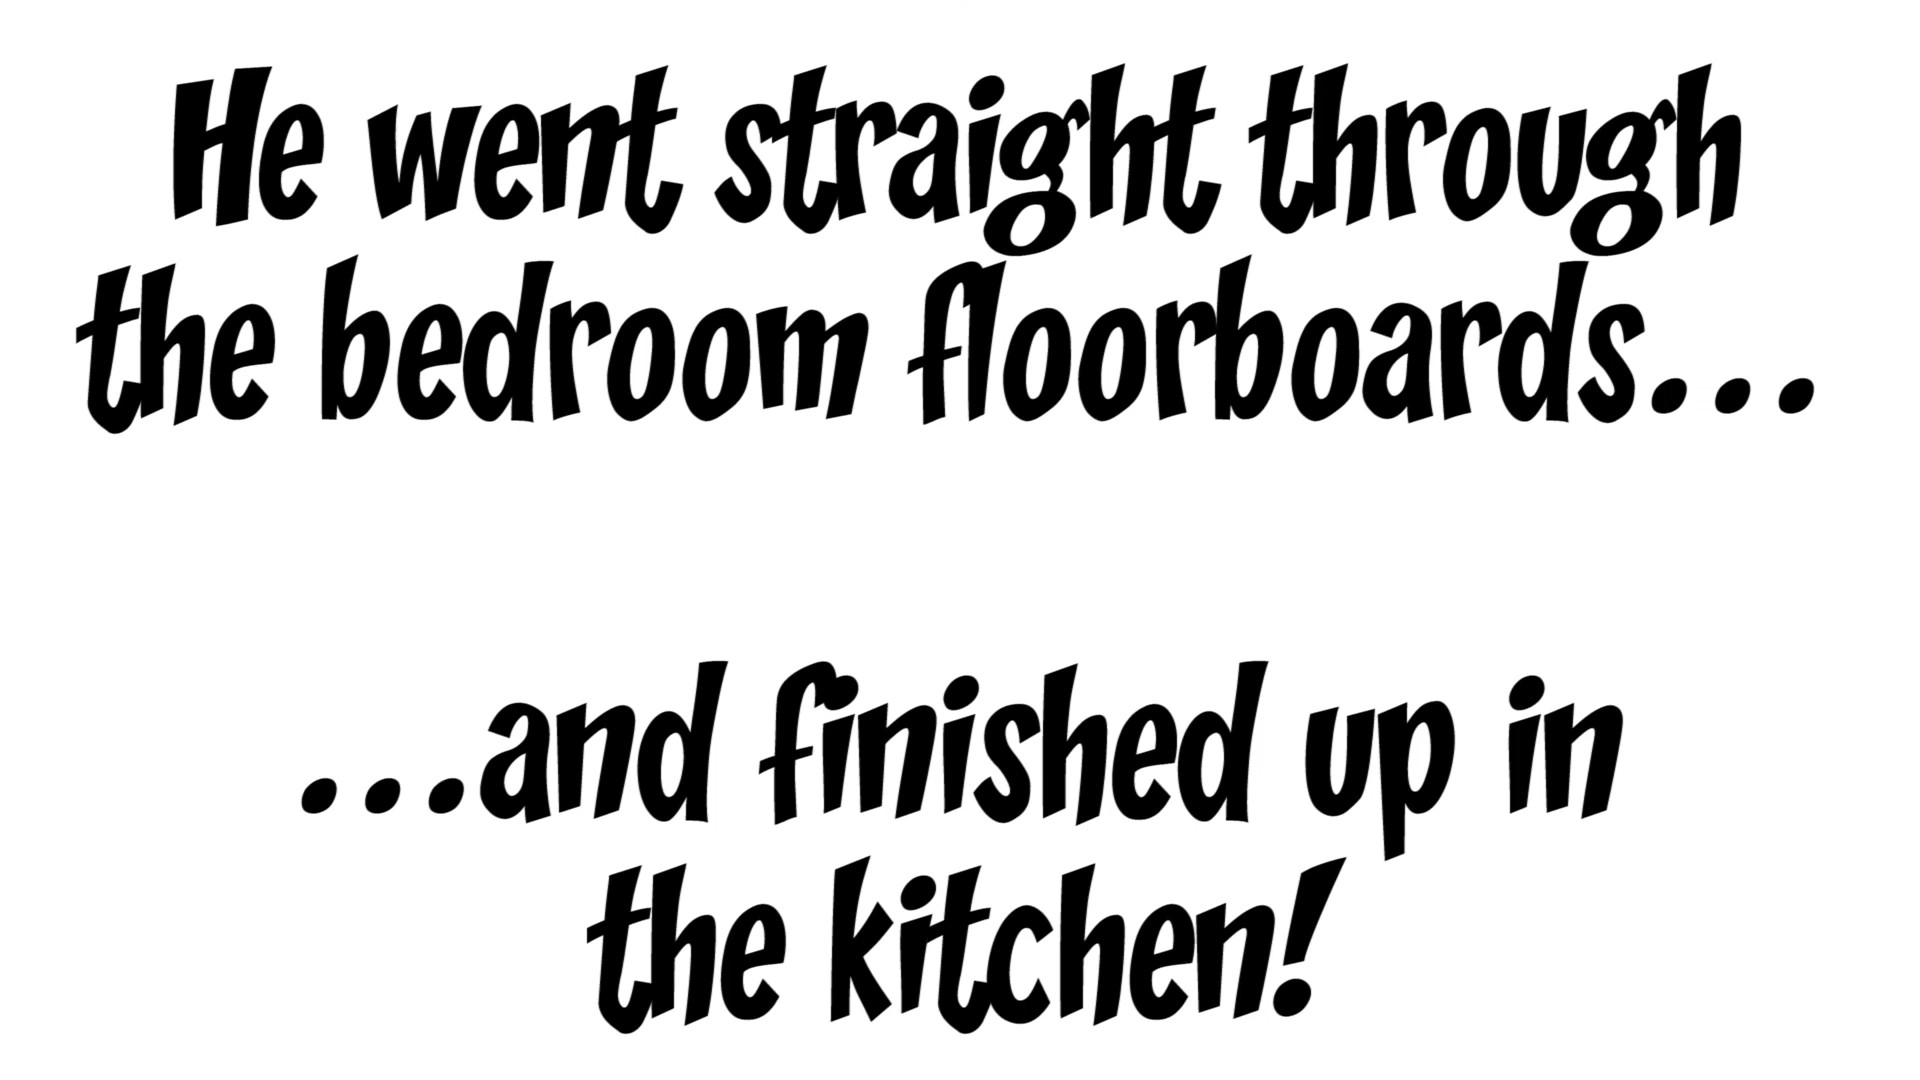 He went straight through
the bedroom floorboards...
...and finished up in
the kitchen!